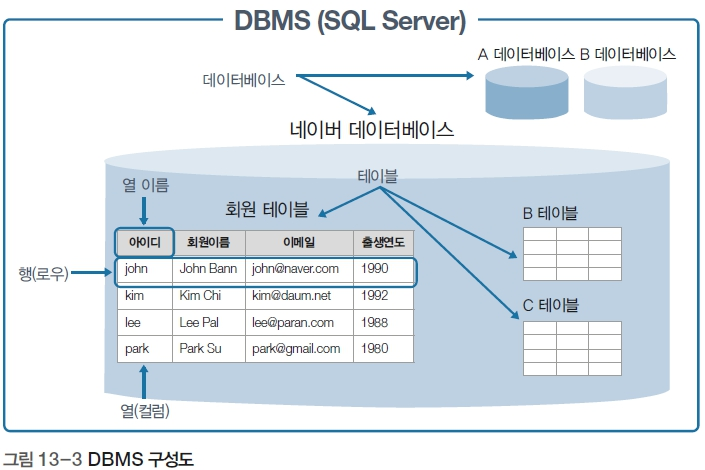 DBMS (SQL Server)
A 데이터베이스 B 데이터베이스
데이터베이스
네이버 데이터베이스
열 이름
테이블
회원 테이블
B 테이블
아이디 회원이름 이메일 출생연도
행(로우)
john John Bann john@naver.com 1990
kim Kim Chi kim@daum.net 1992
C 테이블
lee Lee Pal lee@paran.com 1988
park Park Su park@gmail.com 1980
열(컬럼)
그림 13-3 DBMS 구성도